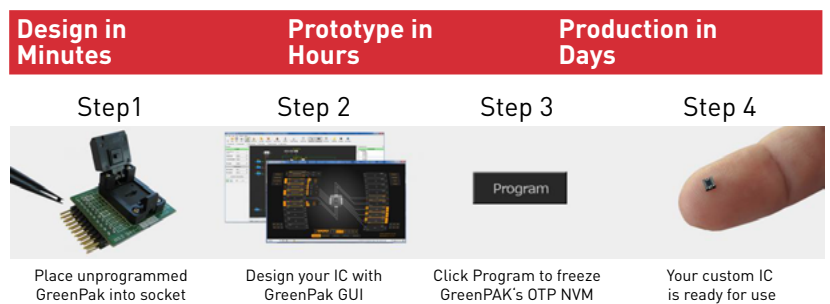 Design in
Minutes
Prototype in
Hours
Production in
Days
Step1
Step 2
Step 3
Step 4
Program
Place unprogrammed
GreenPak into socket
Design your IC with
GreenPak GUI
Click Program to freeze
GreenPAK's OTP NVM
Your custom IC
is ready for use